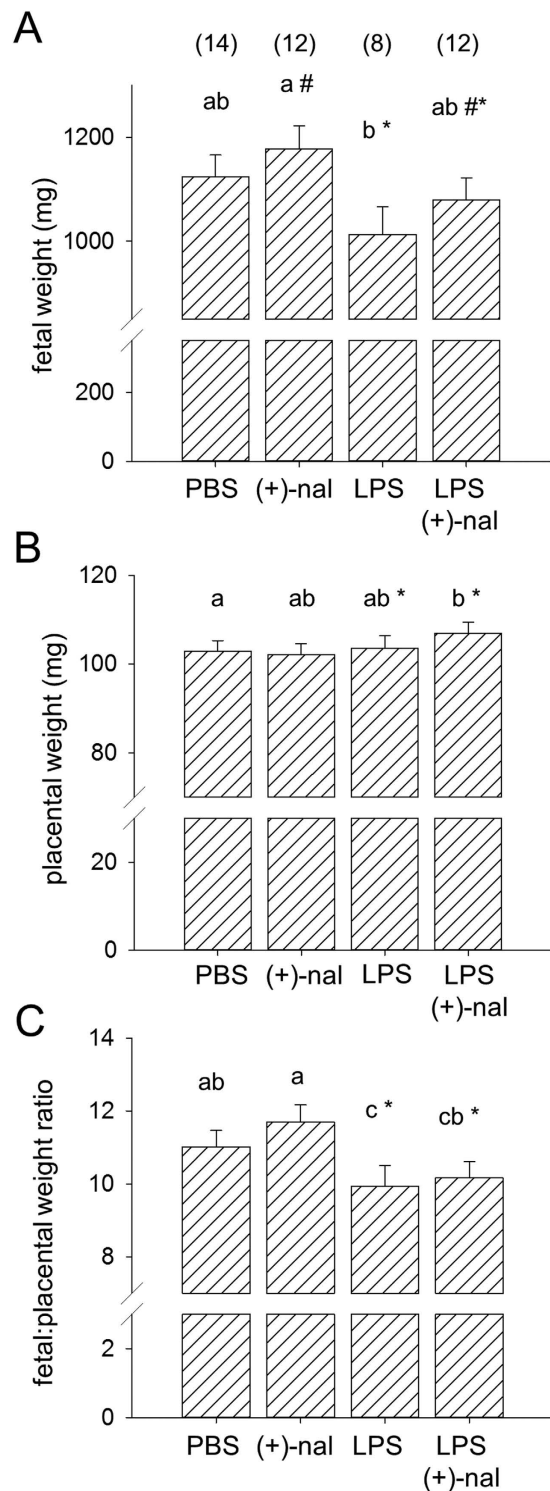 A
(14) (12) (8) (12)
ab a # b * ab #*
fetal weight (mg)
1200
1000
200
0
PBS (+)-nal LPS LPS
(+)-nal
B
placental weight (mg)
120
a ab ab * b *
100
80
20
0
PBS (+)-nal LPS LPS
(+)-nal
C
fetal:placental weight ratio
14
ab a c * cb *
12
10
8
2
0
PBS (+)-nal LPS LPS
(+)-nal